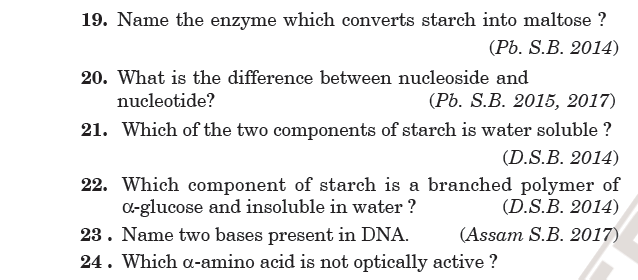 19. Name the enzyme which converts starch into maltose ?
(Pb. S.B. 2014)
20. What is the difference between nucleoside and
nucleotide? (Pb. S.B. 2015, 2017)
21. Which of the two components of starch is water soluble ?
(D.S.B. 2014)
22. Which component of starch is a branched polymer of
α-glucose and insoluble in water ? (D.S.B. 2014)
23 . Name two bases present in DNA. (Assam S.B. 2017)
24 . Which α-amino acid is not optically active ?